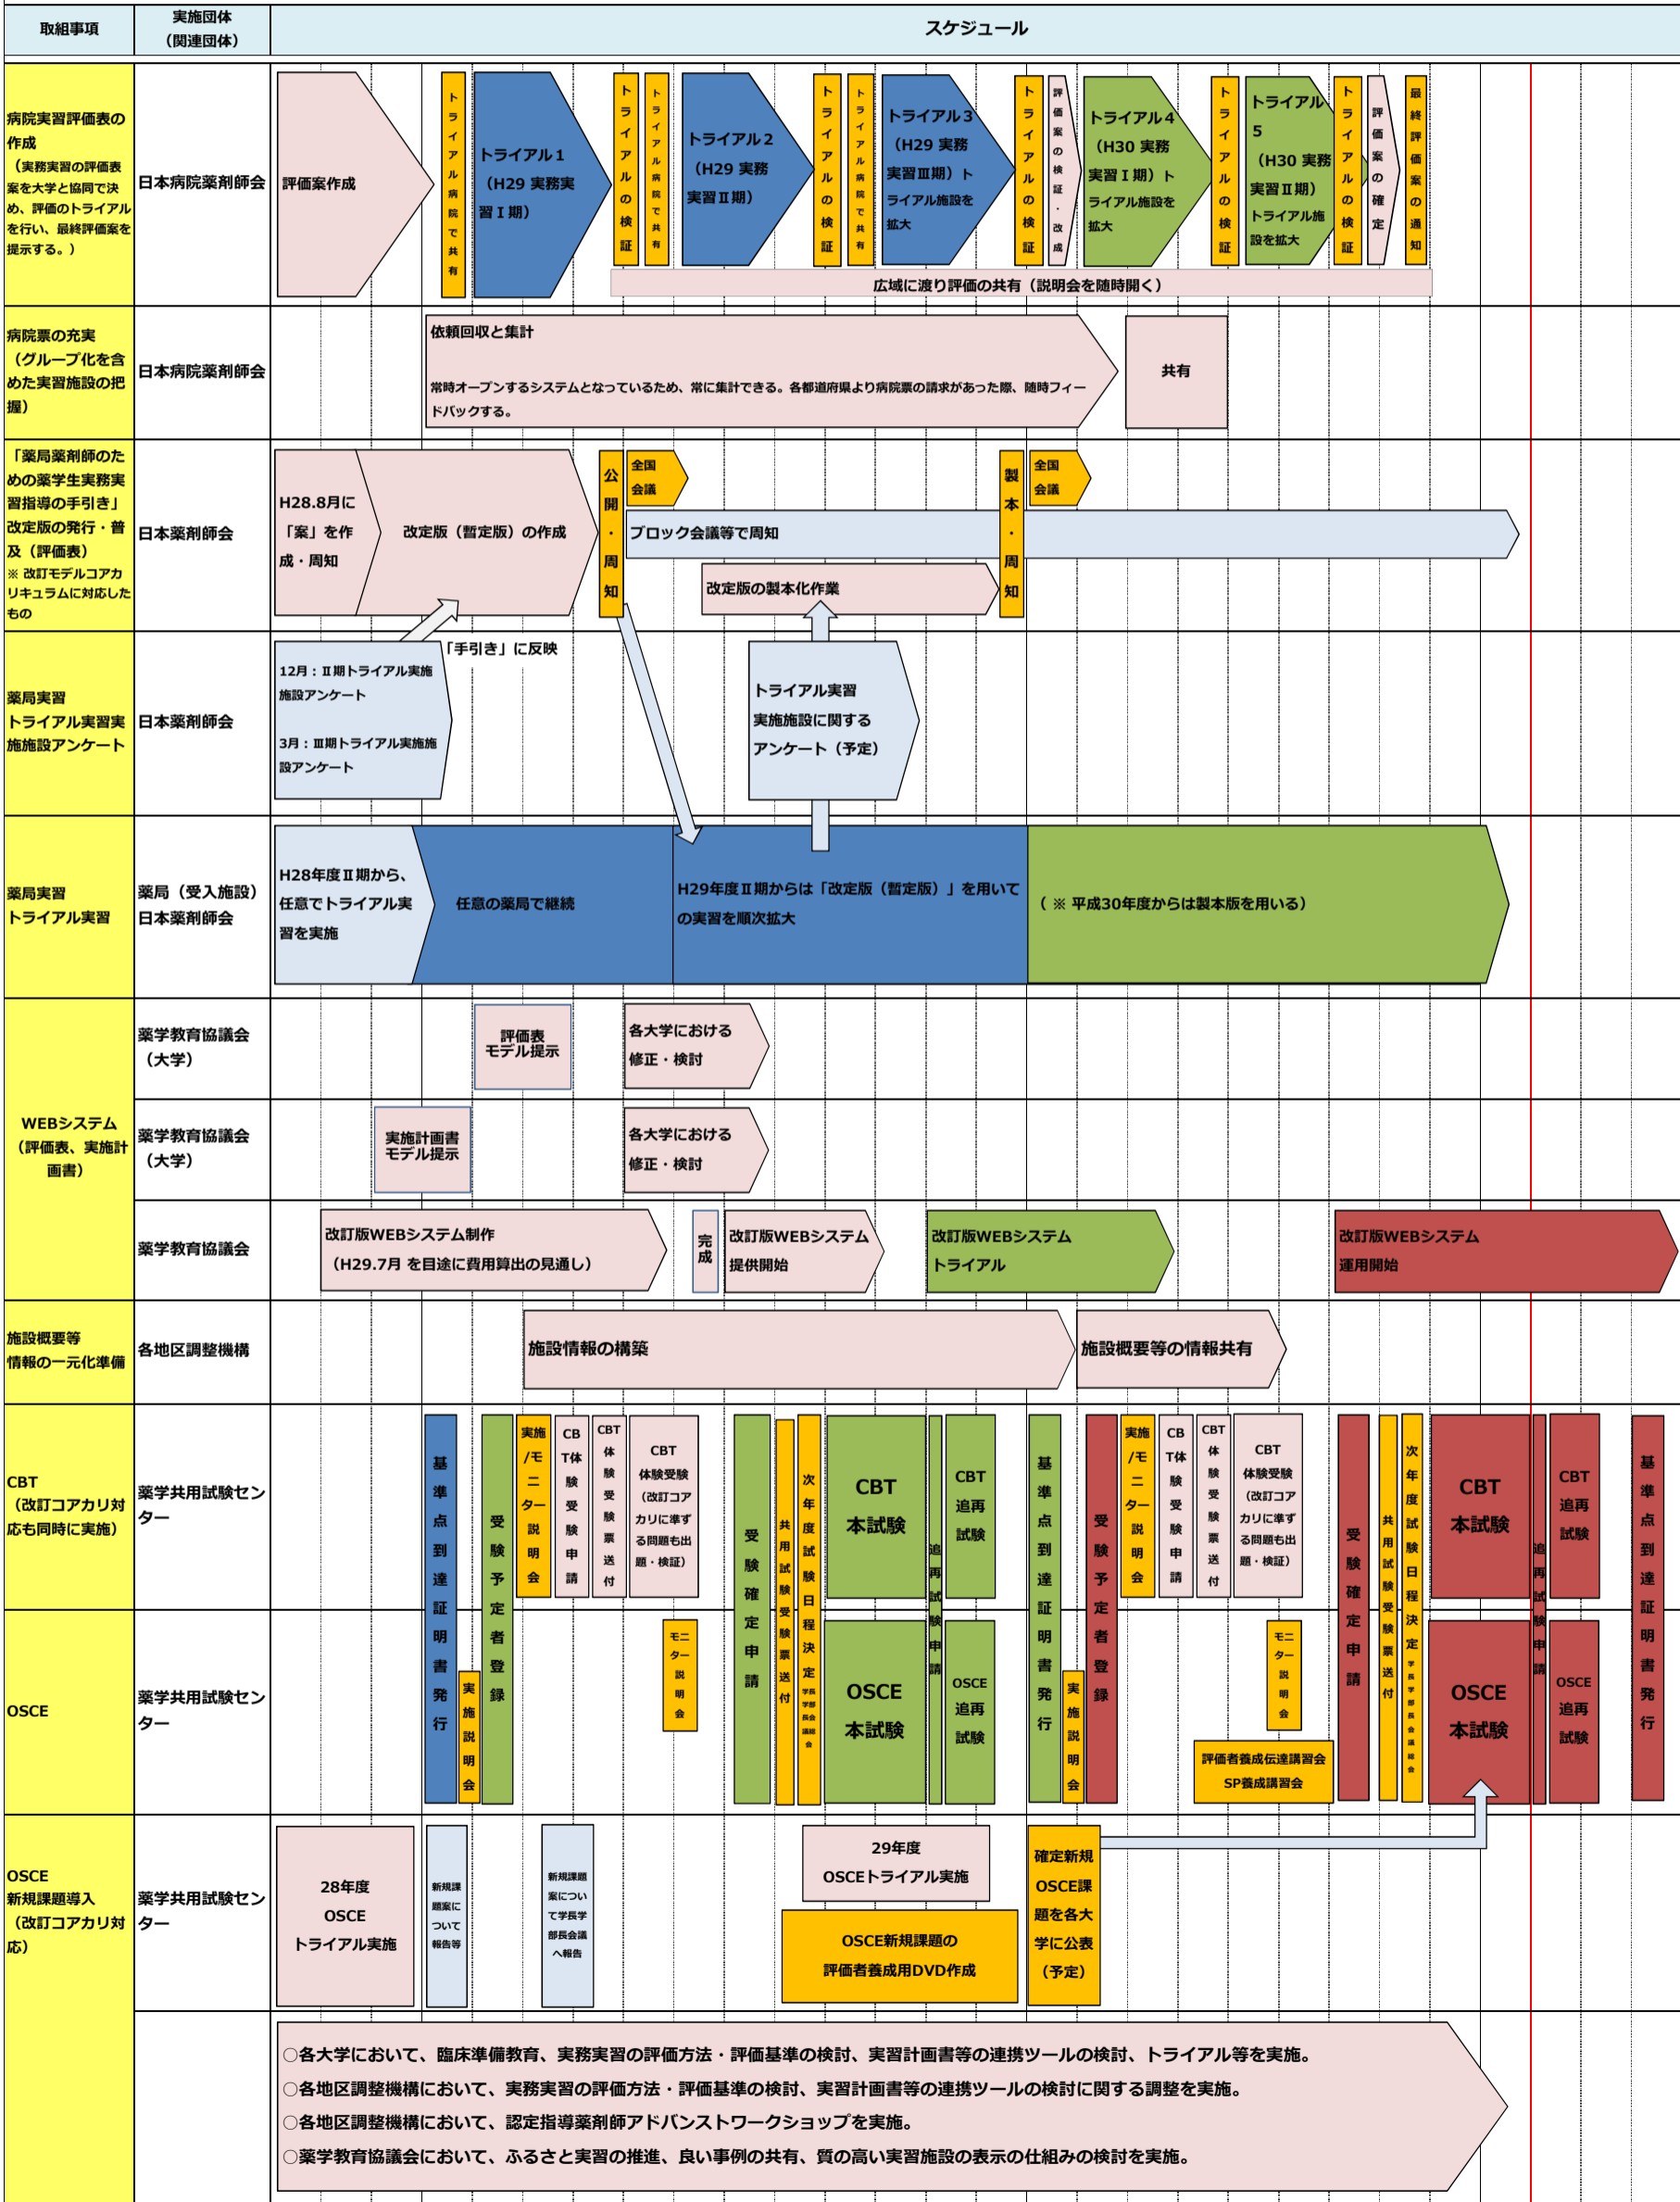 取組事項
実施団体
（関連団体）
スケジュール
病院実習評価表の
作成
（実務実習の評価表
案を大学と協同で決
め、評価のトライアル
を行い、最終評価案を
提示する。）
日本病院薬剤師会
評価案作成
トライアル病院で共有
トライアル１
（H29 実務実
習Ⅰ期）
トライアルの検証
トライアル病院で共有
トライアル２
（H29 実務
実習Ⅱ期）
トライアルの検証
トライアル病院で共有
トライアル３
（H29 実務
実習Ⅲ期）ト
ライアル施設を
拡大
トライアルの検証
評価案の検証・改成
トライアル４
（H30 実務
実習Ⅰ期）ト
ライアル施設を
拡大
トライアルの検証
トライアル
5
（H30 実務
実習Ⅱ期）
トライアル施
設を拡大
トライアルの検証
評価案の確定
最終評価案の通知
広域に渡り評価の共有（説明会を随時開く）
病院票の充実
（グループ化を含
めた実習施設の把
握）
日本病院薬剤師会
依頼回収と集計
常時オープンするシステムとなっているため、常に集計できる。各都道府県より病院票の請求があった際、随時フィー
ドバックする。
共有
「薬局薬剤師のた
めの薬学生実務実
習指導の手引き」
改定版の発行・普
及（評価表）
※ 改訂モデルコアカ
リキュラムに対応した
もの
日本薬剤師会
H28.8月に
「案」を作
成・周知
改定版（暫定版）の作成
公開・周知
全国
会議
ブロック会議等で周知
改定版の製本化作業
製本・周知
全国
会議
薬局実習
トライアル実習実
施施設アンケート
日本薬剤師会
12月：Ⅱ期トライアル実施
施設アンケート
3月：Ⅲ期トライアル実施施
設アンケート
「手引き」に反映
トライアル実習
実施施設に関する
アンケート（予定）
薬局実習
トライアル実習
薬局（受入施設）
日本薬剤師会
H28年度Ⅱ期から、
任意でトライアル実
習を実施
任意の薬局で継続
H29年度Ⅱ期からは「改定版（暫定版）」を用いて
の実習を順次拡大
（ ※ 平成30年度からは製本版を用いる）
WEBシステム
（評価表、実施計
画書）
薬学教育協議会
（大学）
評価表
モデル提示
各大学における
修正・検討
薬学教育協議会
（大学）
実施計画書
モデル提示
各大学における
修正・検討
薬学教育協議会
改訂版WEBシステム制作
（H29.7月 を目途に費用算出の見通し）
完成
改訂版WEBシステム
提供開始
改訂版WEBシステム
トライアル
改訂版WEBシステム
運用開始
施設概要等
情報の一元化準備
各地区調整機構
施設情報の構築
施設概要等の情報共有
CBT
（改訂コアカリ対
応も同時に実施）
薬学共用試験セン
ター
基準点到達証明書発行
受験予定者登録
実施
/モ
ニ
ター
説
明
会
CB
T体
験
受
験
申
請
CBT
体
験
受
験
票
送
付
CBT
体験受験
（改訂コア
カリに準ず
る問題も出
題・検証）
受験確定申請
共用試験受験票送付
次年度試験日程決定
学長
学部
長会
議総
会
CBT
本試験
追再試験申請
CBT
追再
試験
基準点到達証明書発行
受験予定者登録
実施
/モ
ニ
ター
説
明
会
CB
T体
験
受
験
申
請
CBT
体
験
受
験
票
送
付
CBT
体験受験
（改訂コア
カリに準ず
る問題も出
題・検証）
受験確定申請
共用試験受験票送付
次年度試験日程決定
学長学部長会議総会
CBT
本試験
追再試験申請
CBT
追再
試験
基準点到達証明書発行
OSCE
薬学共用試験セン
ター
実施説明会
モニ
ター
説
明
会
OSCE
本試験
OSCE
追再
試験
実施説明会
モニ
ター
説
明
会
評価者養成伝達講習会
SP養成講習会
OSCE
本試験
OSCE
追再
試験
OSCE
新規課題導入
（改訂コアカリ対
応）
薬学共用試験セン
ター
28年度
OSCE
トライアル実施
新規課
題案に
ついて
報告等
新規課題
案につい
て学長学
部長会議
へ報告
29年度
OSCEトライアル実施
OSCE新規課題の
評価者養成用DVD作成
確定新規
OSCE課
題を各大
学に公表
（予定）
○各大学において、臨床準備教育、実務実習の評価方法・評価基準の検討、実習計画書等の連携ツールの検討、トライアル等を実施。
○各地区調整機構において、実務実習の評価方法・評価基準の検討、実習計画書等の連携ツールの検討に関する調整を実施。
○各地区調整機構において、認定指導薬剤師アドバンストワークショップを実施。
○薬学教育協議会において、ふるさと実習の推進、良い事例の共有、質の高い実習施設の表示の仕組みの検討を実施。